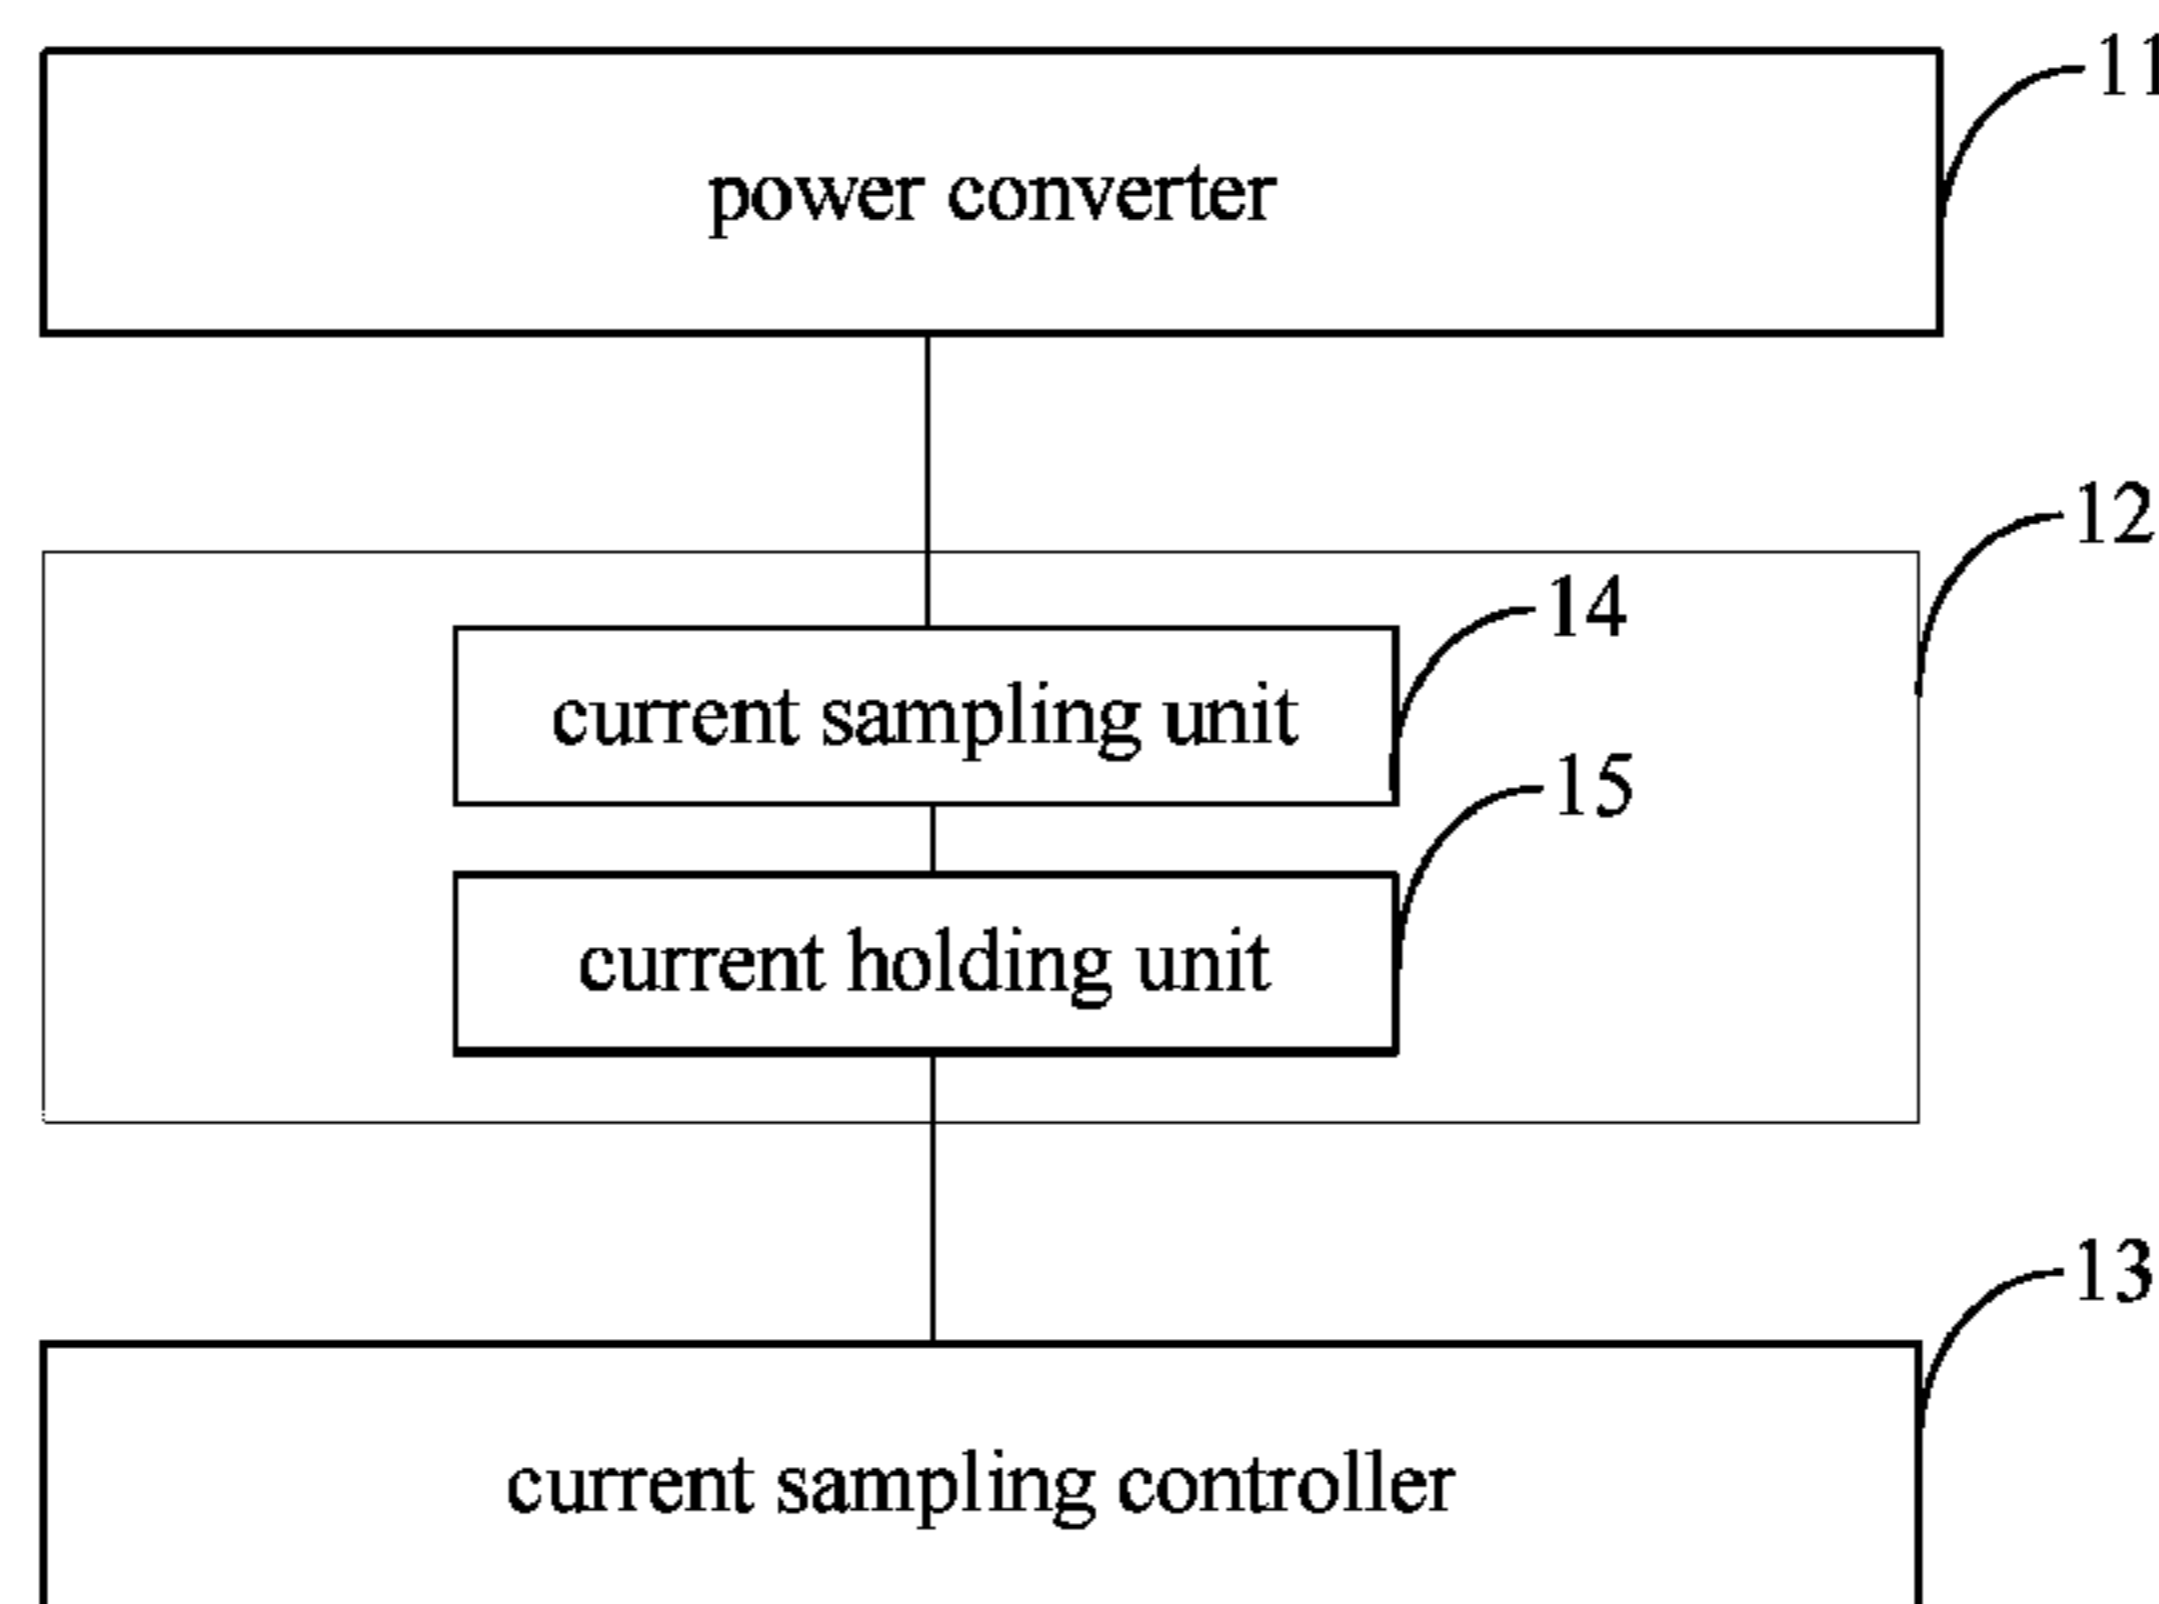 11
power converter
12
14
current sampling unit
15
current holding unit
13
current sampling controller